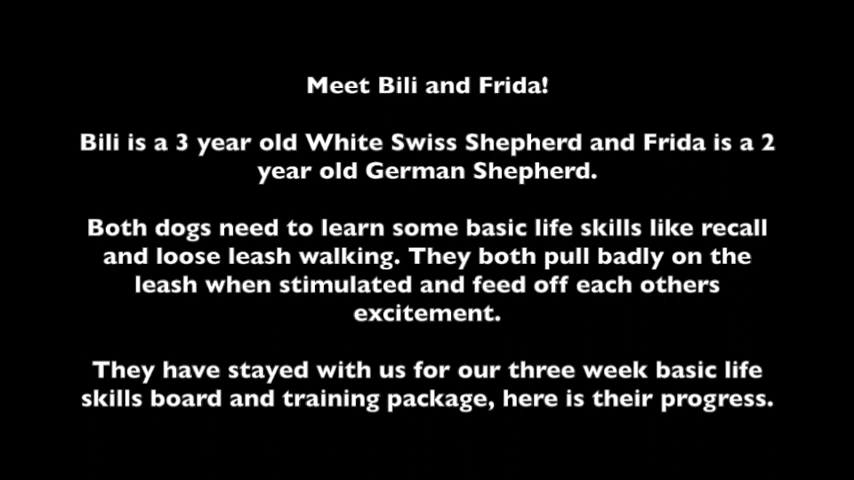 Meet Bili and Frida!
Bili is a 3 year old White Swiss Shepherd and Frida is a 2
year old German Shepherd.
Both dogs need to learn some basic life skills like recall
and loose leash walking. They both pull badly on the
leash when stimulated and feed off each others
excitement.
They have stayed with us for our three week basic life
skills board and training package, here is their progress.